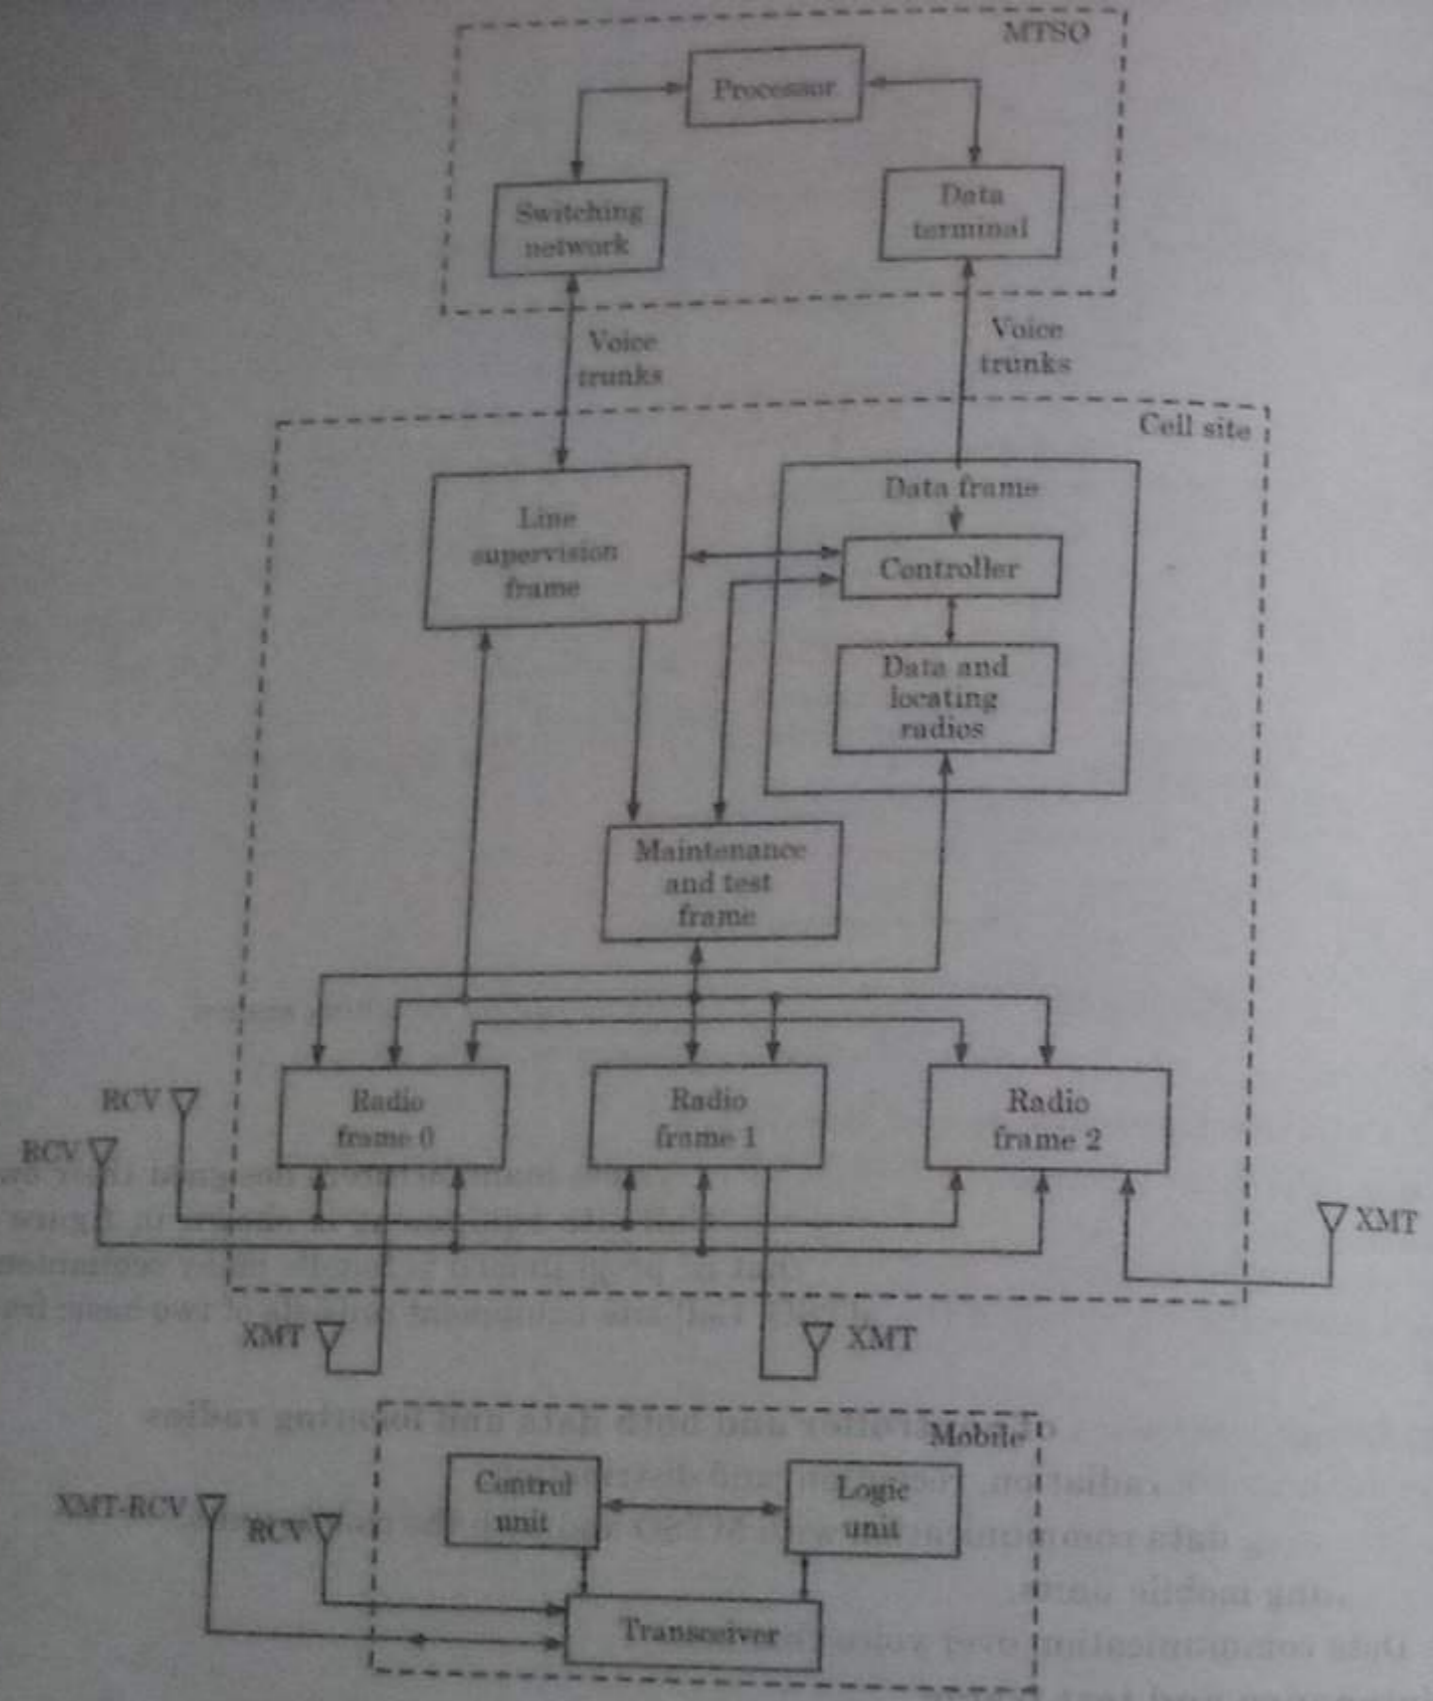 MTSO
Processor
Switching
network
Data
terminal
Voice
trunks
Voice
trunks
Cell site
Line
supervision
frame
Data frame
Controller
Data and
locating
radios
Maintenance
and test
frame
RCV
RCV
Radio
frame 0
Radio
frame 1
Radio
frame 2
XMT
XMT
XMT
Mobile
Control
unit
Logic
unit
XMT-RCV
RCV
Transceiver